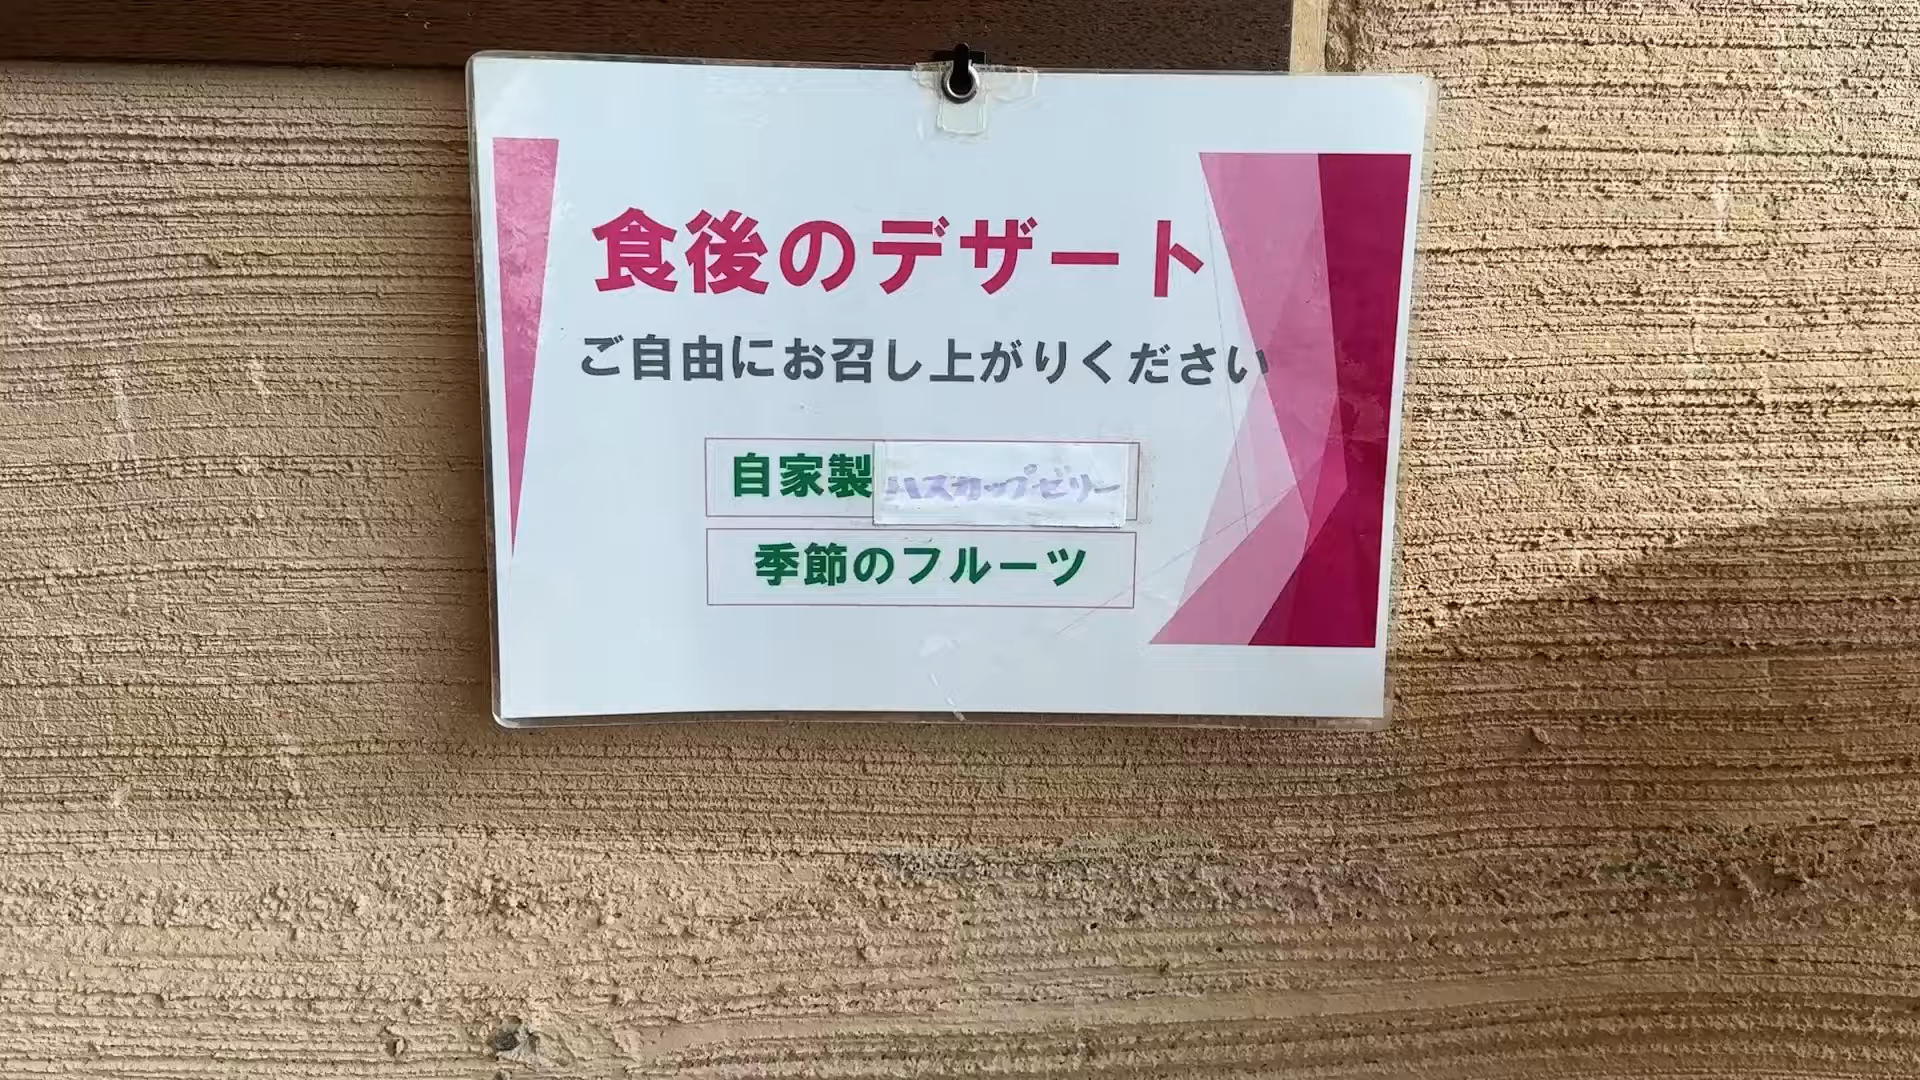 食後のデザート
ご自由にお召し上がりください
自家製ハスカップゼリー
季節のフルーツ